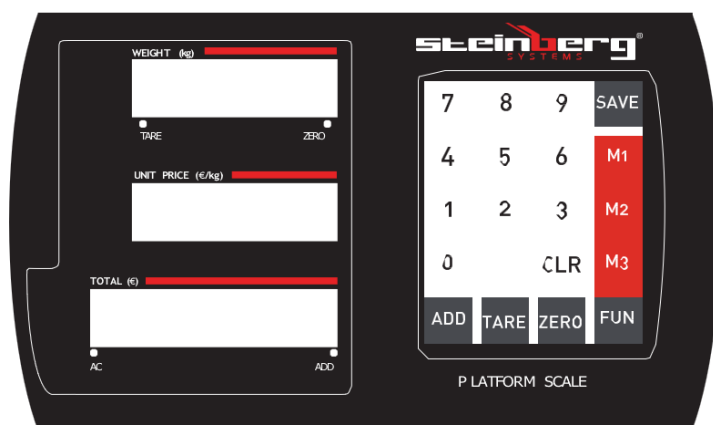 WEIGHT (kg)
TARE ZERO
UNIT PRICE (€/kg)
TOTAL (€)
AC ADD
steinberg®
SYSTEMS
7 8 9 SAVE
4 5 6 M1
1 2 3 M2
0 CLR M3
ADD TARE ZERO FUN
PLATFORM SCALE